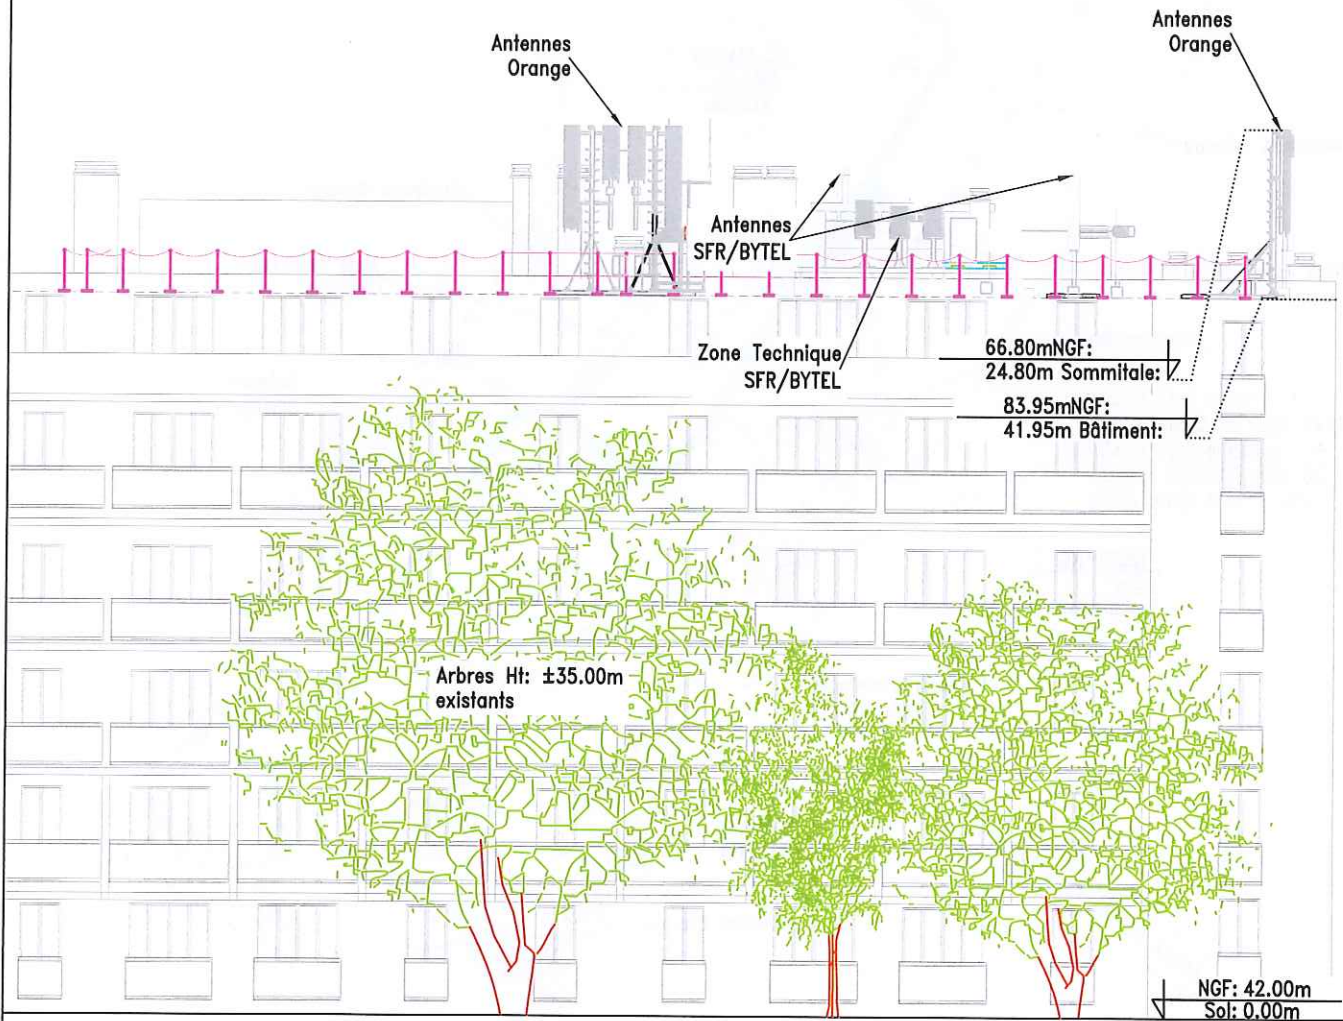 Antennes
Orange
Antennes
Orange
Antennes
SFR/BYTEL
Zone Technique
SFR/BYTEL
66.80mNGF:
24.80m Sommitale:
83.95mNGF:
41.95m Bâtiment:
Arbres Ht: ±35.00m
existants
NGF: 42.00m
Sol: 0.00m